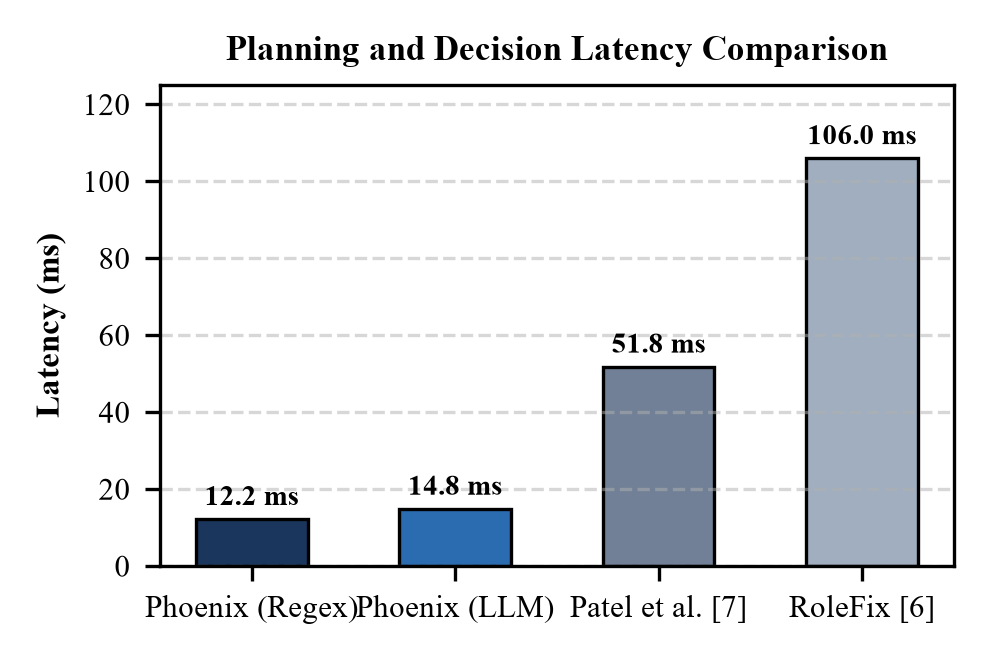 Planning and Decision Latency Comparison
Latency (ms)
120
100
80
60
40
20
0
12.2 ms
14.8 ms
51.8 ms
106.0 ms
Phoenix (Regex)
Phoenix (LLM)
Patel et al. [7]
RoleFix [6]